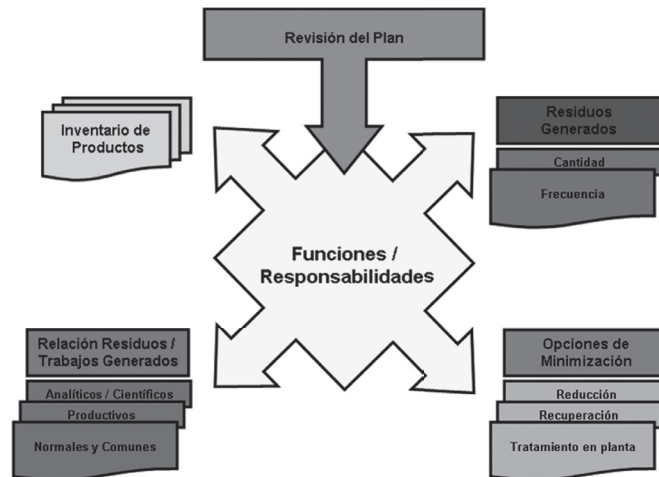 Revisión del Plan
Inventario de
Productos
Residuos
Generados
Cantidad
Frecuencia
Funciones /
Responsabilidades
Relación Residuos /
Trabajos Generados
Analíticos / Científicos
Productivos
Normales y Comunes
Opciones de
Minimización
Reducción
Recuperación
Tratamiento en planta